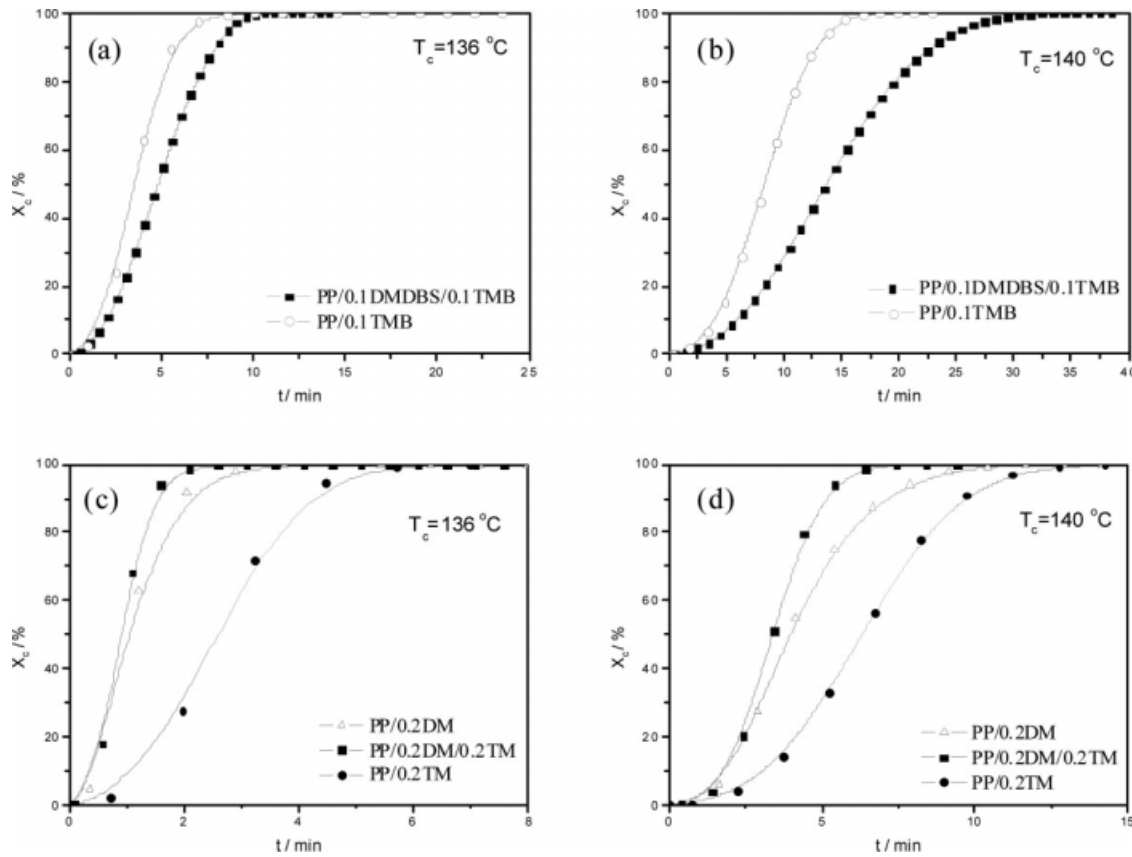 (a)
T_c=136 °C
X_c / %
100
80
60
40
20
0
PP/0.1DMDBS/0.1TMB
PP/0.1TMB
0 5 10 15 20 25
t / min
(b)
T_c=140 °C
X_c / %
100
80
60
40
20
0
PP/0.1DMDBS/0.1TMB
PP/0.1TMB
0 5 10 15 20 25 30 35 40
t / min
(c)
T_c=136 °C
X_c / %
100
80
60
40
20
0
PP/0.2DM
PP/0.2DM/0.2TM
PP/0.2TM
0 2 4 6 8
t / min
(d)
T_c=140 °C
X_c / %
100
80
60
40
20
0
PP/0.2DM
PP/0.2DM/0.2TM
PP/0.2TM
0 5 10 15
t / min